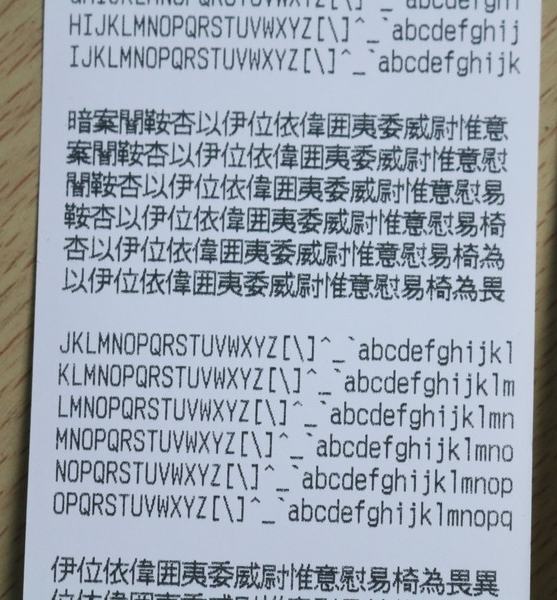 GHIJKLMNOPQRSTUVWXYZ[\]^_`abcdefghi
HIJKLMNOPQRSTUVWXYZ[\]^_`abcdefghij
IJKLMNOPQRSTUVWXYZ[\]^_`abcdefghijk
暗案闇鞍杏以伊位依偉囲夷委威尉惟意
案闇鞍杏以伊位依偉囲夷委威尉惟意慰
闇鞍杏以伊位依偉囲夷委威尉惟意慰易
鞍杏以伊位依偉囲夷委威尉惟意慰易椅
杏以伊位依偉囲夷委威尉惟意慰易椅為
以伊位依偉囲夷委威尉惟意慰易椅為畏
JKLMNOPQRSTUVWXYZ[\]^_`abcdefghijkl
KLMNOPQRSTUVWXYZ[\]^_`abcdefghijklm
LMNOPQRSTUVWXYZ[\]^_`abcdefghijklmn
MNOPQRSTUVWXYZ[\]^_`abcdefghijklmno
NOPQRSTUVWXYZ[\]^_`abcdefghijklmnop
OPQRSTUVWXYZ[\]^_`abcdefghijklmnopq
伊位依偉囲夷委威尉惟意慰易椅為畏異